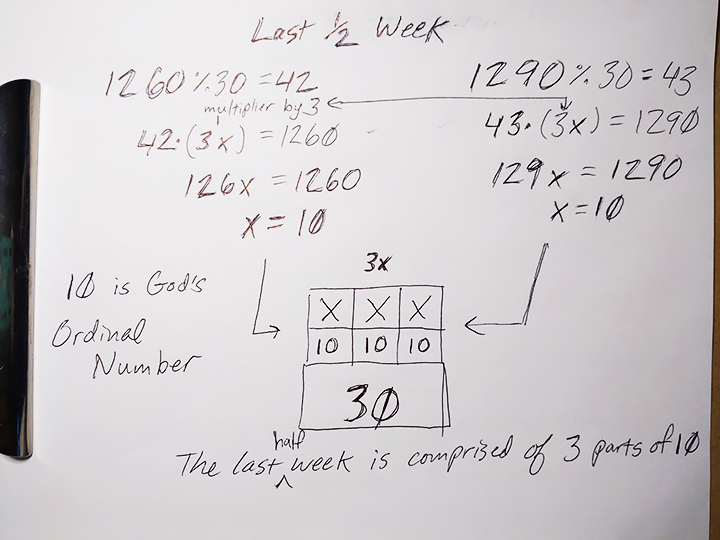 Last 1/2 Week
1260 % 30 = 42
multiplier by 3
42·(3x) = 1260
126x = 1260
x = 10
1290 % 30 = 43
43·(3x) = 1290
129x = 1290
x = 10
3x
X X X
10 10 10
30
10 is God's
Ordinal
Number
half
The last ^ week is comprised of 3 parts of 10